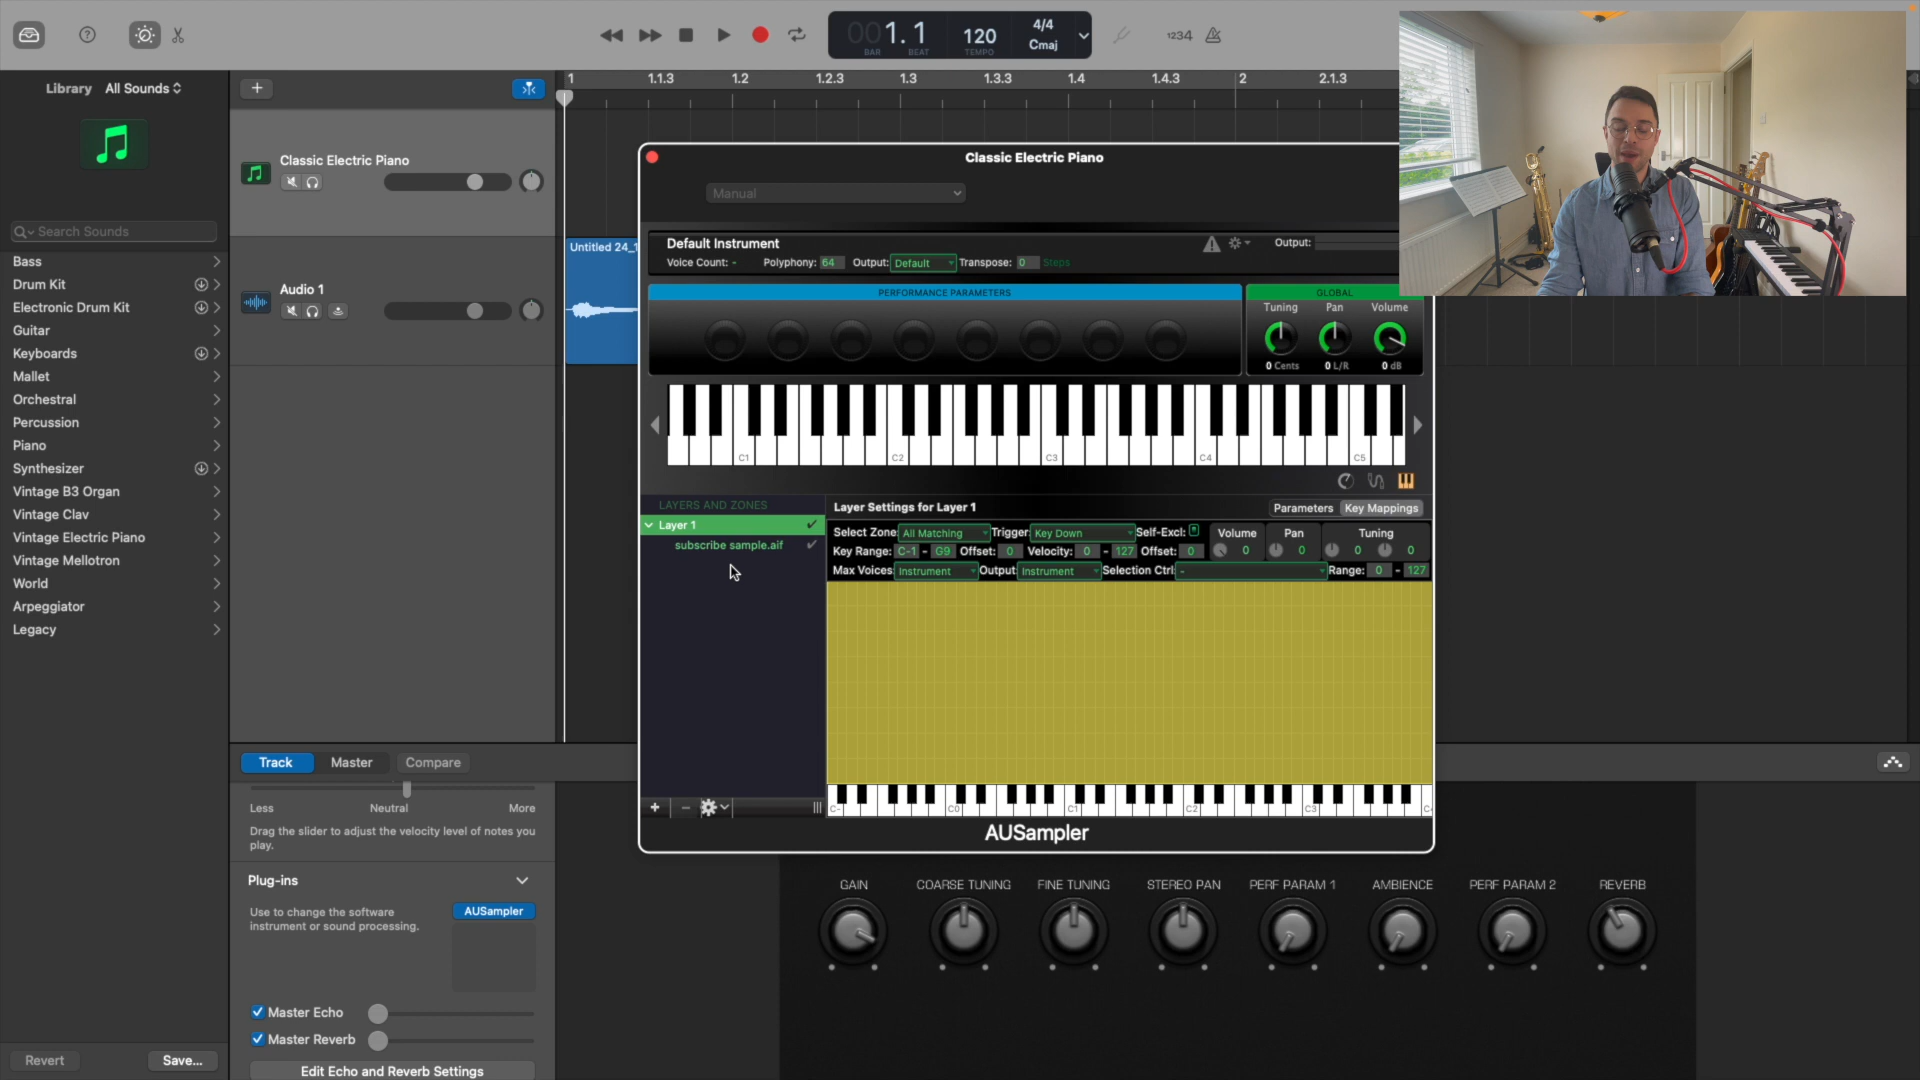 001. 1
BAR
BEAT
120
TEMPO
4/4
Cmaj
1234
Library
All Sounds
1
1.1.3
1.2
1.2.3
1.3
1.3.3
1.4
1.4.3
2
2.1.3
Classic Electric Piano
Audio 1
Untitled 24_1
Search Sounds
Bass
Drum Kit
Electronic Drum Kit
Guitar
Keyboards
Mallet
Orchestral
Percussion
Piano
Synthesizer
Vintage B3 Organ
Vintage Clav
Vintage Electric Piano
Vintage Mellotron
World
Arpeggiator
Legacy
Revert
Save...
Classic Electric Piano
Manual
Default Instrument
Output:
Voice Count: -
Polyphony: 64
Output: Default
Transpose: 0 Steps
PERFORMANCE PARAMETERS
GLOBAL
Tuning
Pan
Volume
0 Cents
0 L/R
0 dB
C1
C2
C3
C4
C5
LAYERS AND ZONES
Layer 1
subscribe sample.aif
Layer Settings for Layer 1
Parameters
Key Mappings
Select Zone: All Matching Trigger: Key Down Self-Excl:
Volume
Pan
Tuning
Key Range: C-1 - G9 Offset: 0 Velocity: 0 - 127 Offset: 0
0
0
0
0
Max Voices: Instrument Output: Instrument Selection Ctrl: - Range: 0 - 127
C-
C0
C1
C2
C3
AUSampler
Track
Master
Compare
Less
Neutral
More
Drag the slider to adjust the velocity level of notes you
play.
Plug-ins
Use to change the software
instrument or sound processing.
AUSampler
Master Echo
Master Reverb
Edit Echo and Reverb Settings
GAIN
COARSE TUNING
FINE TUNING
STEREO PAN
PERF PARAM 1
AMBIENCE
PERF PARAM 2
REVERB